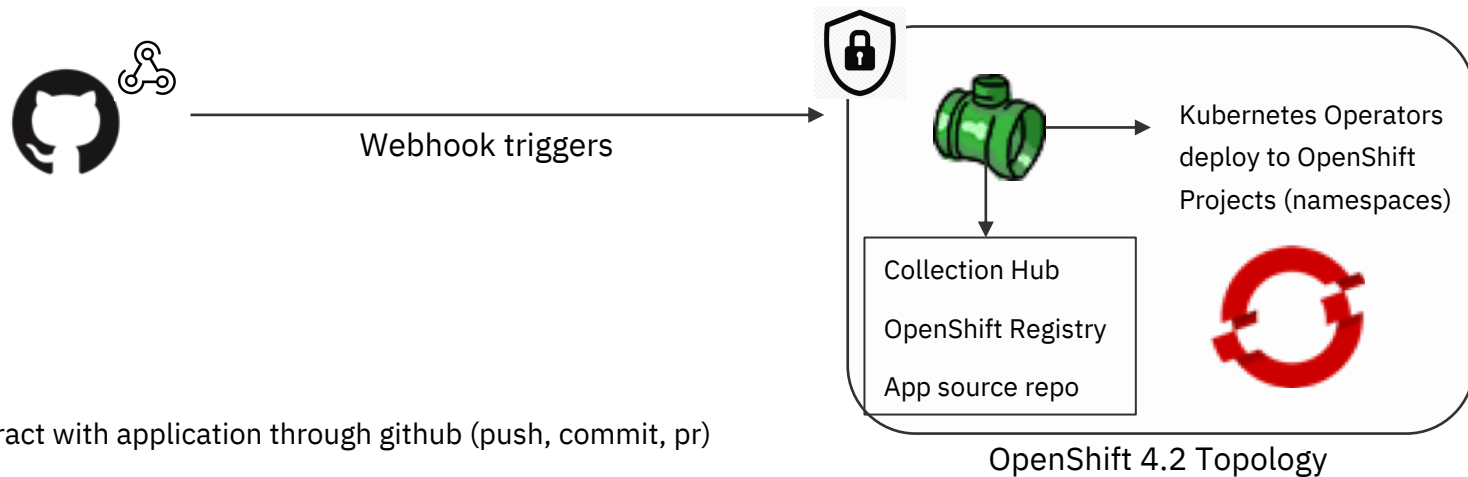 Webhook triggers
Kubernetes Operators
deploy to OpenShift
Projects (namespaces)
Collection Hub
OpenShift Registry
App source repo
ract with application through github (push, commit, pr)
OpenShift 4.2 Topology